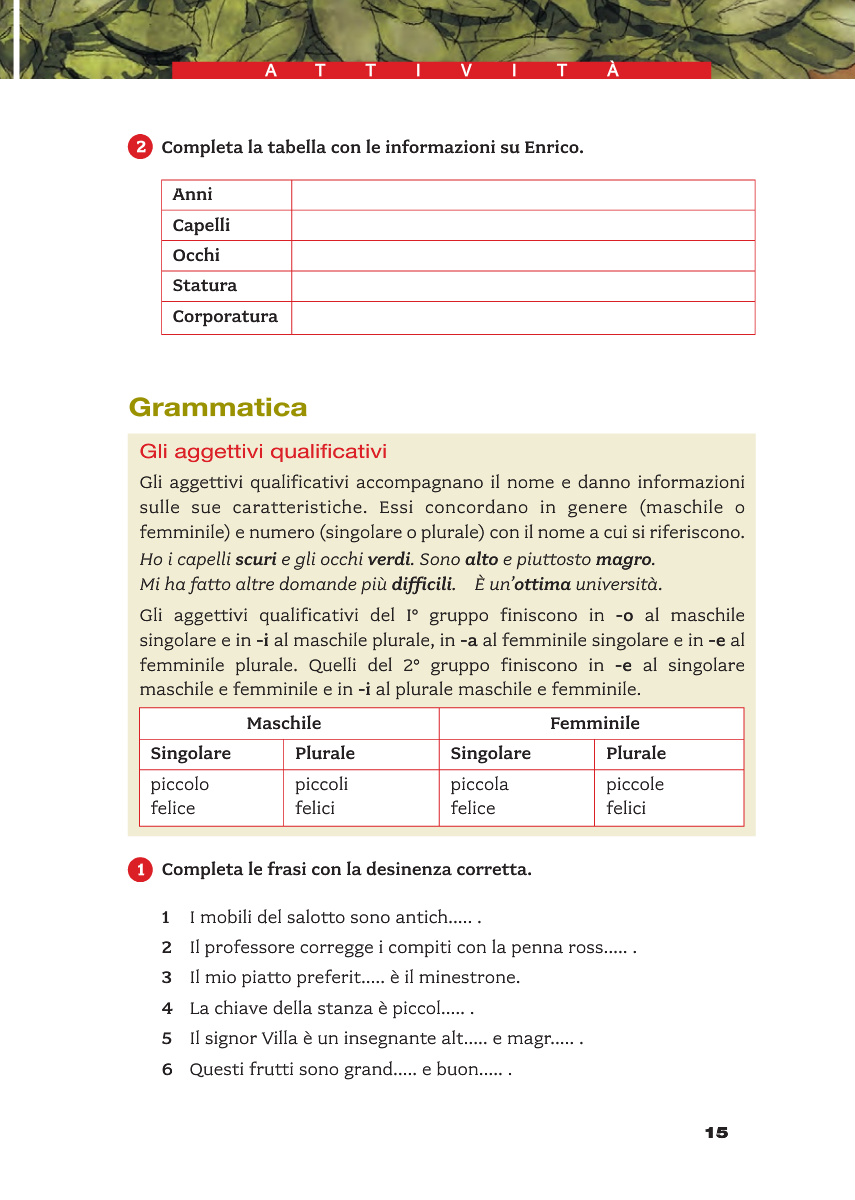 ATTIVITÀ
2 Completa la tabella con le informazioni su Enrico.
Anni
Capelli
Occhi
Statura
Corporatura
Grammatica
Gli aggettivi qualificativi
Gli aggettivi qualificativi accompagnano il nome e danno informazioni
sulle sue caratteristiche. Essi concordano in genere (maschile o
femminile) e numero (singolare o plurale) con il nome a cui si riferiscono.
Ho i capelli scuri e gli occhi verdi. Sono alto e piuttosto magro.
Mi ha fatto altre domande più difficili. È un'ottima università.
Gli aggettivi qualificativi del I° gruppo finiscono in -o al maschile
singolare e in -i al maschile plurale, in -a al femminile singolare e in -e al
femminile plurale. Quelli del 2° gruppo finiscono in -e al singolare
maschile e femminile e in -i al plurale maschile e femminile.
Maschile Femminile
Singolare Plurale Singolare Plurale
piccolo piccoli piccola piccole
felice felici felice felici
1 Completa le frasi con la desinenza corretta.
1 I mobili del salotto sono antich..... .
2 Il professore corregge i compiti con la penna ross..... .
3 Il mio piatto preferit..... è il minestrone.
4 La chiave della stanza è piccol..... .
5 Il signor Villa è un insegnante alt..... e magr..... .
6 Questi frutti sono grand..... e buon..... .
15